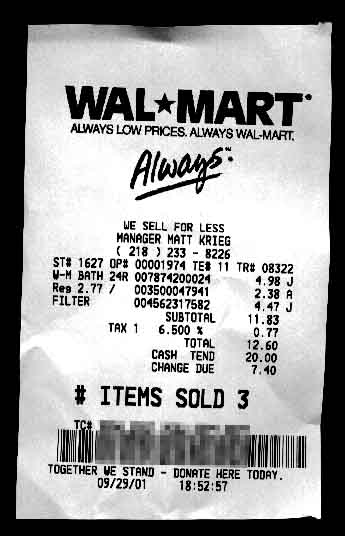 WAL★MART®
ALWAYS LOW PRICES. ALWAYS WAL-MART.
Always™
WE SELL FOR LESS
MANAGER MATT KRIEG
( 218 ) 233 - 8226
ST# 1627 OP# 00001974 TE# 11 TR# 08322
W-M BATH 24R 007874200024 4.98 J
Res 2.77 / 003500047941 2.38 A
FILTER 004562317582 4.47 J
SUBTOTAL 11.83
TAX 1 6.500 % 0.77
TOTAL 12.60
CASH TEND 20.00
CHANGE DUE 7.40
# ITEMS SOLD 3
TC#
TOGETHER WE STAND - DONATE HERE TODAY.
09/29/01 18:52:57